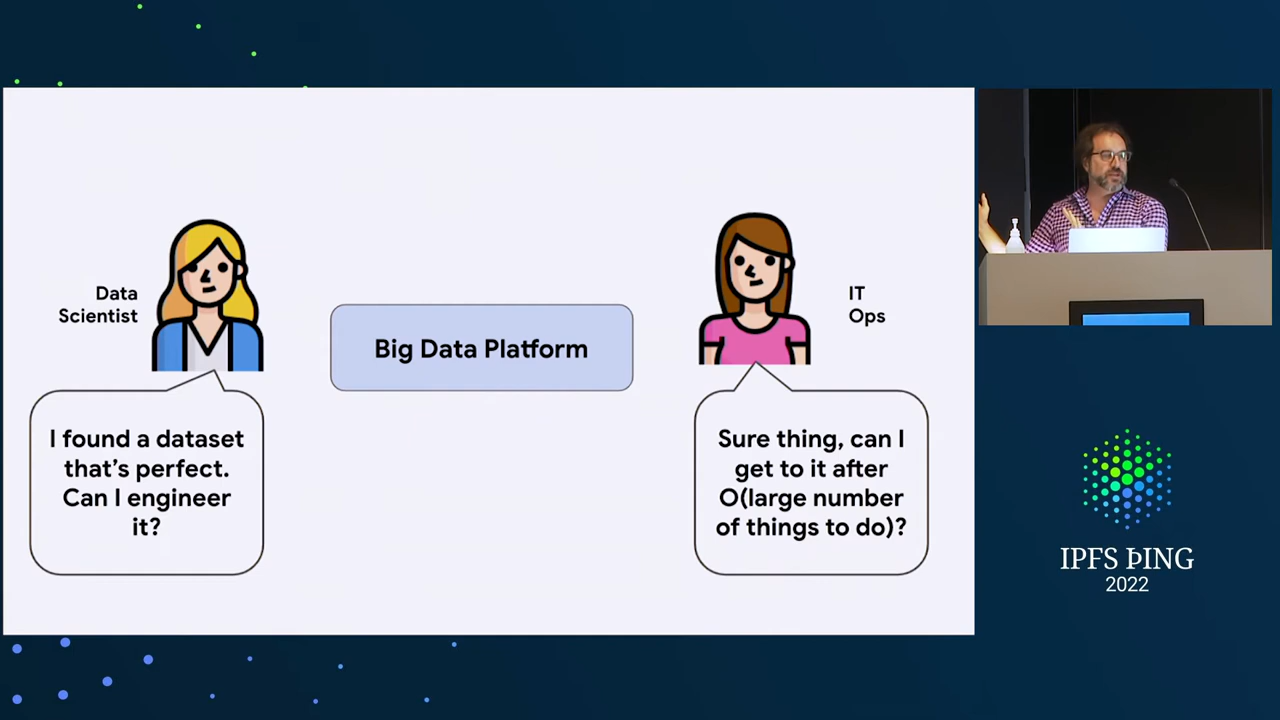 Data
Scientist
Big Data Platform
IT
Ops
I found a dataset
that's perfect.
Can I engineer
it?
Sure thing, can I
get to it after
O(large number
of things to do)?
IPFS ÞING
2022